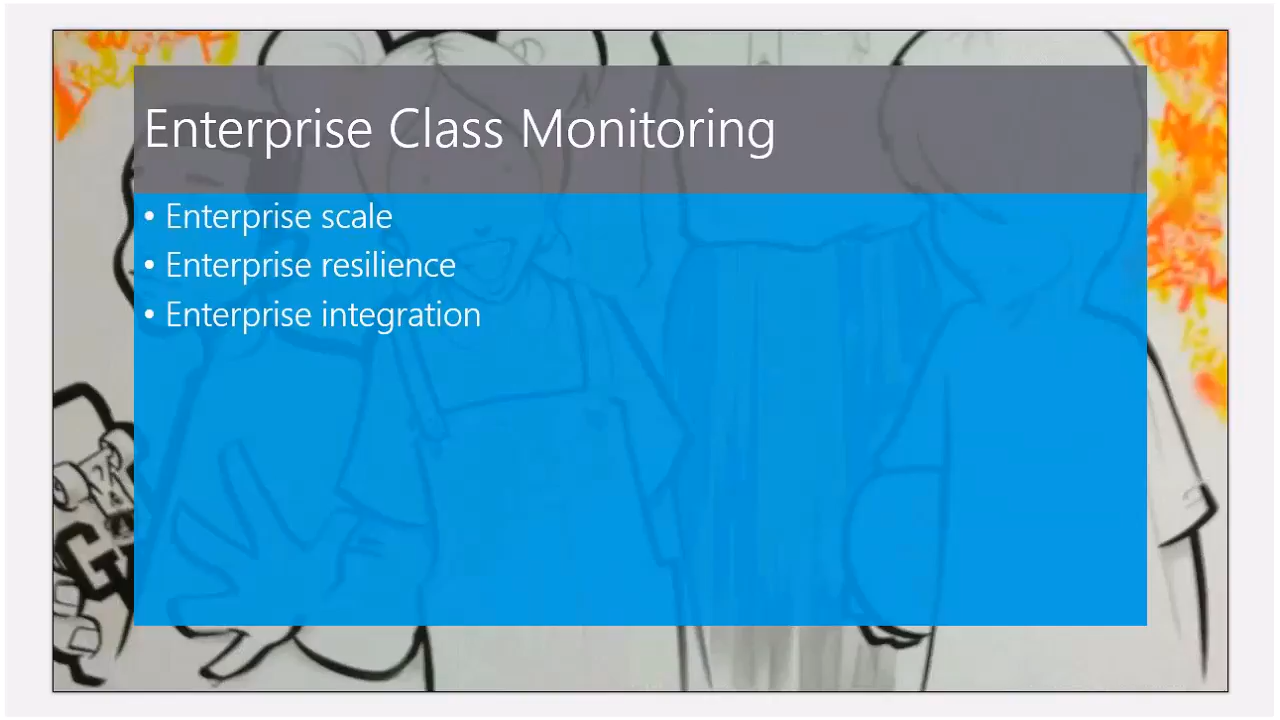 Enterprise Class Monitoring
• Enterprise scale
• Enterprise resilience
• Enterprise integration